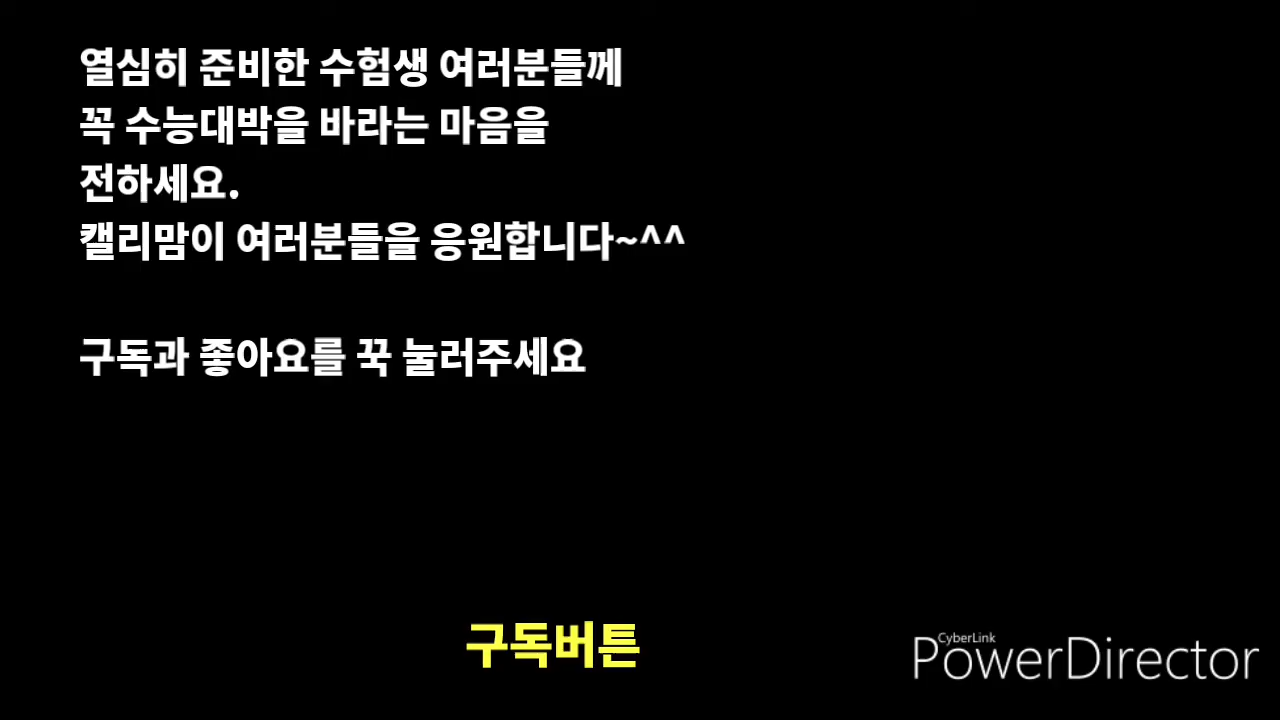 열심히 준비한 수험생 여러분들께
꼭 수능대박을 바라는 마음을
전하세요.
캘리맘이 여러분들을 응원합니다~^^
구독과 좋아요를 꾹 눌러주세요
구독버튼
CyberLink
PowerDirector